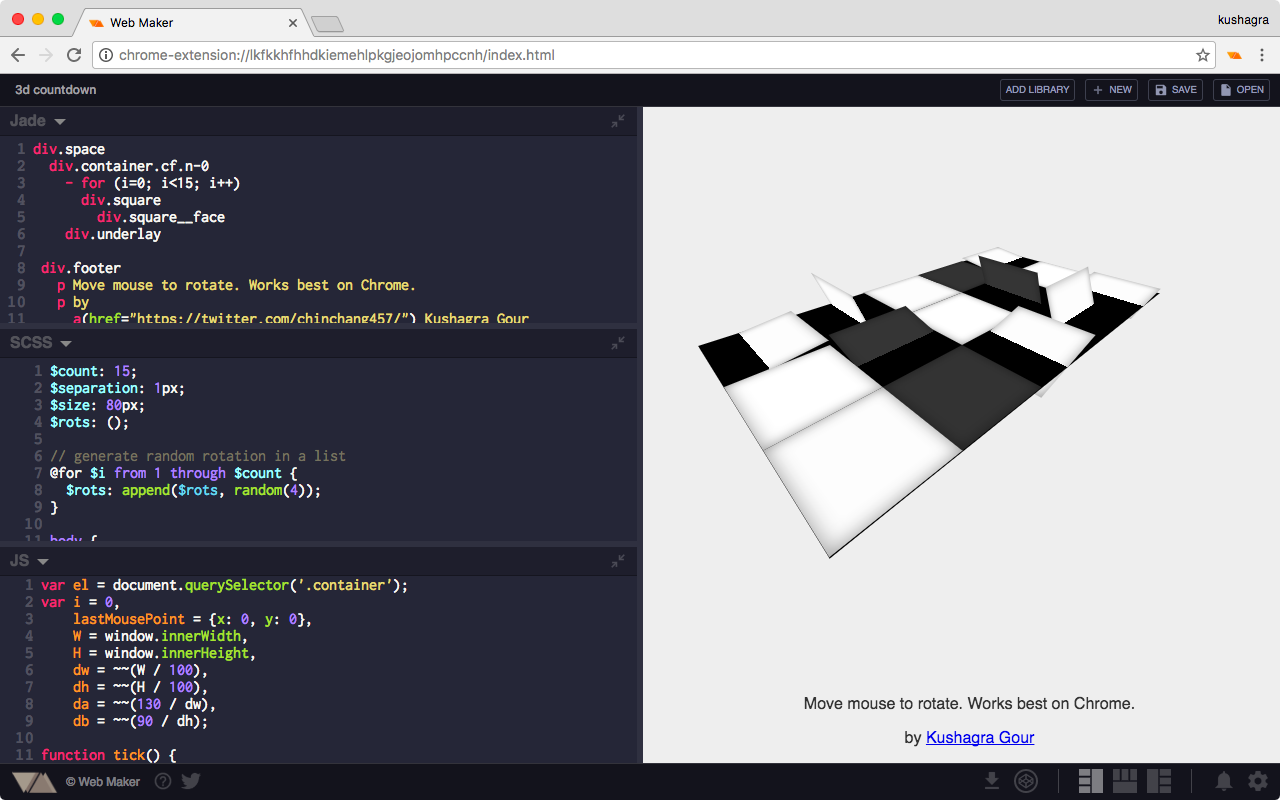 Web Maker
kushagra
chrome-extension://lkfkkhfhhdkiemehlpkgjeojomhpccnh/index.html
3d countdown
ADD LIBRARY
+ NEW
SAVE
OPEN
Jade
1 div.space
2 div.container.cf.n-0
3 - for (i=0; i<15; i++)
4 div.square
5 div.square__face
6 div.underlay
7
8 div.footer
9 p Move mouse to rotate. Works best on Chrome.
10 p by
11 a(href="https://twitter.com/chinchang457/") Kushagra Gour
SCSS
1 $count: 15;
2 $separation: 1px;
3 $size: 80px;
4 $rots: ();
5
6 // generate random rotation in a list
7 @for $i from 1 through $count {
8 $rots: append($rots, random(4));
9 }
10
11 body {
JS
1 var el = document.querySelector('.container');
2 var i = 0,
3 lastMousePoint = {x: 0, y: 0},
4 W = window.innerWidth,
5 H = window.innerHeight,
6 dw = ~~(W / 100),
7 dh = ~~(H / 100),
8 da = ~~(130 / dw),
9 db = ~~(90 / dh);
10
11 function tick() {
Move mouse to rotate. Works best on Chrome.
by Kushagra Gour
© Web Maker